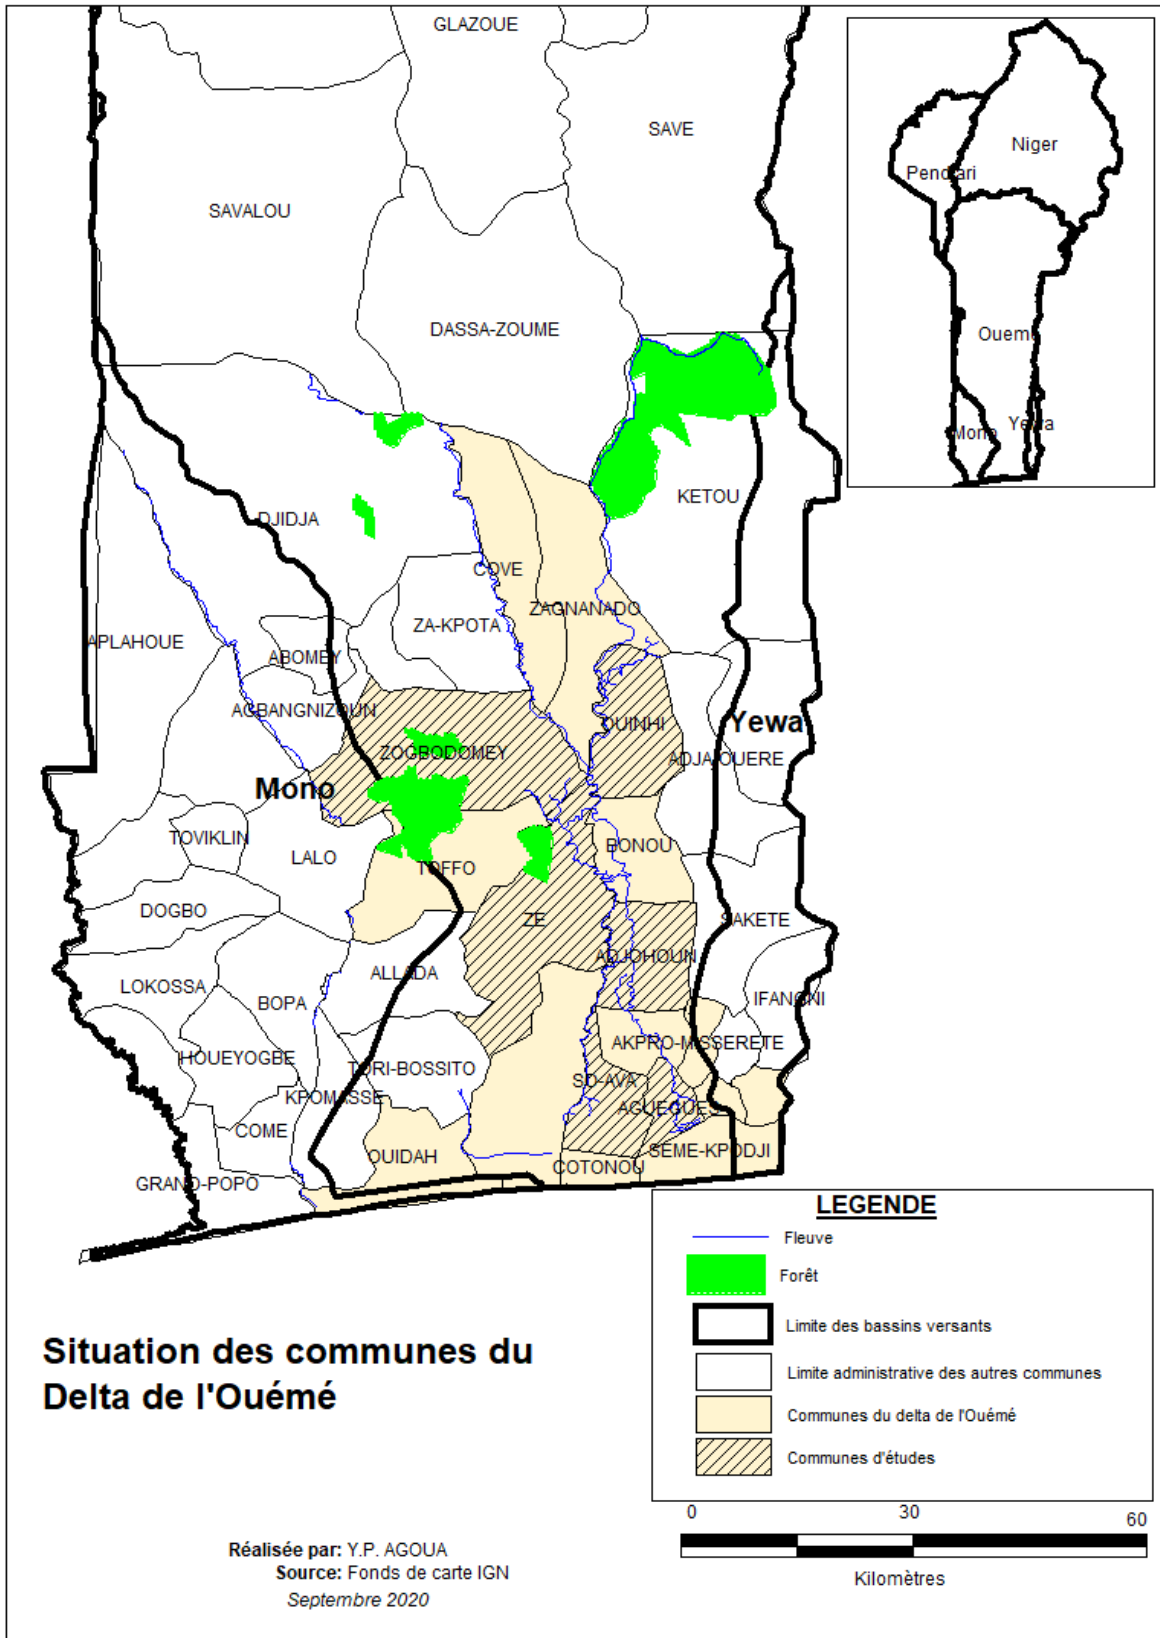 GLAZOUE
SAVE
SAVALOU
DASSA-ZOUME
KETOU
DJIDJA
COVE
ZAGNANADO
ZA-KPOTA
APLAHOUE
ABOMEY
AGBANGNIZOUN
OUINHI
Yewa
ZOGBODOMEY
ADJA-OUERE
Mono
TOVIKLIN
LALO
BONOU
TOFFO
DOGBO
ZE
SAKETE
ADJOHOUN
ALLADA
LOKOSSA
BOPA
IFANGNI
HOUEYOGBE
AKPRO-MISSERETE
TORI-BOSSITO
SO-AVA
KPOMASSE
AGUEGUES
COME
OUIDAH
SEME-KPODJI
COTONOU
GRAND-POPO
Niger
Pendjari
Oueme
Mono
Yewa
LEGENDE
Fleuve
Forêt
Limite des bassins versants
Limite administrative des autres communes
Communes du delta de l'Ouémé
Communes d'études
0 30 60
Kilomètres
Situation des communes du
Delta de l'Ouémé
Réalisée par: Y.P. AGOUA
Source: Fonds de carte IGN
Septembre 2020